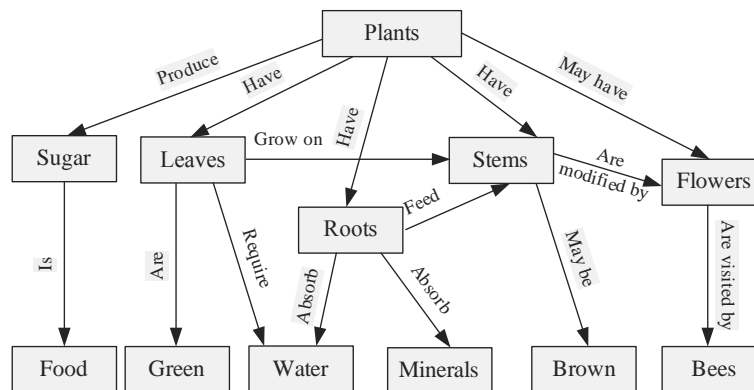 Plants
Produce
Have
Have
Have
May have
Sugar
Leaves
Grow on
Stems
Are
modified by
Flowers
Roots
Feed
Is
Are
Require
Absorb
Absorb
May be
Are visited by
Food
Green
Water
Minerals
Brown
Bees